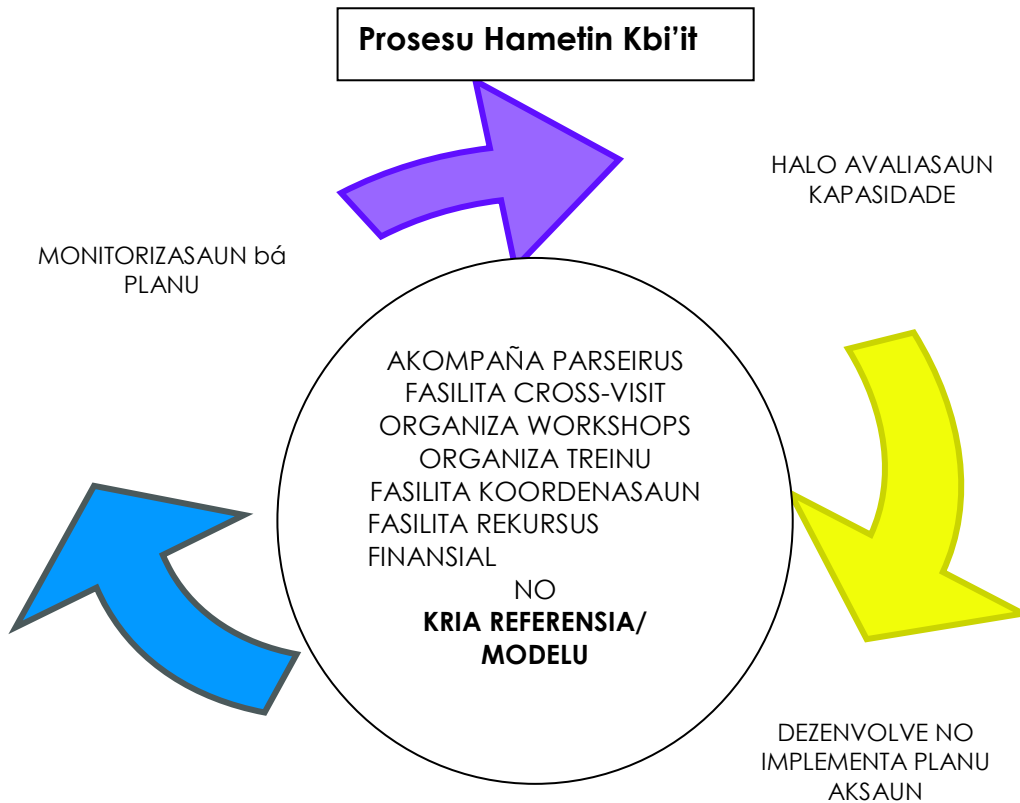 Prosesu Hametin Kbi’it
HALO AVALIASAUN
KAPASIDADE
MONITORIZASAUN bá
PLANU
AKOMPAÑA PARSEIRUS
FASILITA CROSS-VISIT
ORGANIZA WORKSHOPS
ORGANIZA TREINU
FASILITA KOORDENASAUN
FASILITA REKURSUS
FINANSIAL
NO
KRIA REFERENSIA/
MODELU
DEZENVOLVE NO
IMPLEMENTA PLANU
AKSAUN